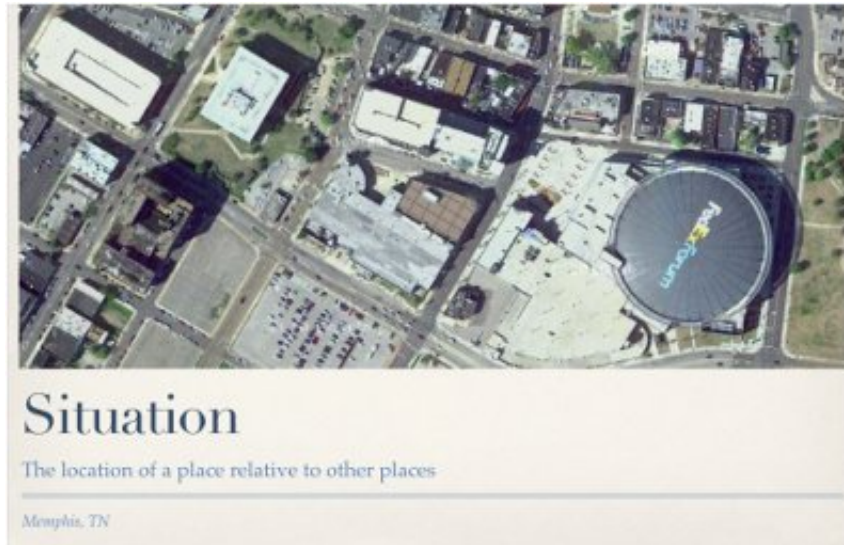 FedExForum
Situation
The location of a place relative to other places
Memphis, TN